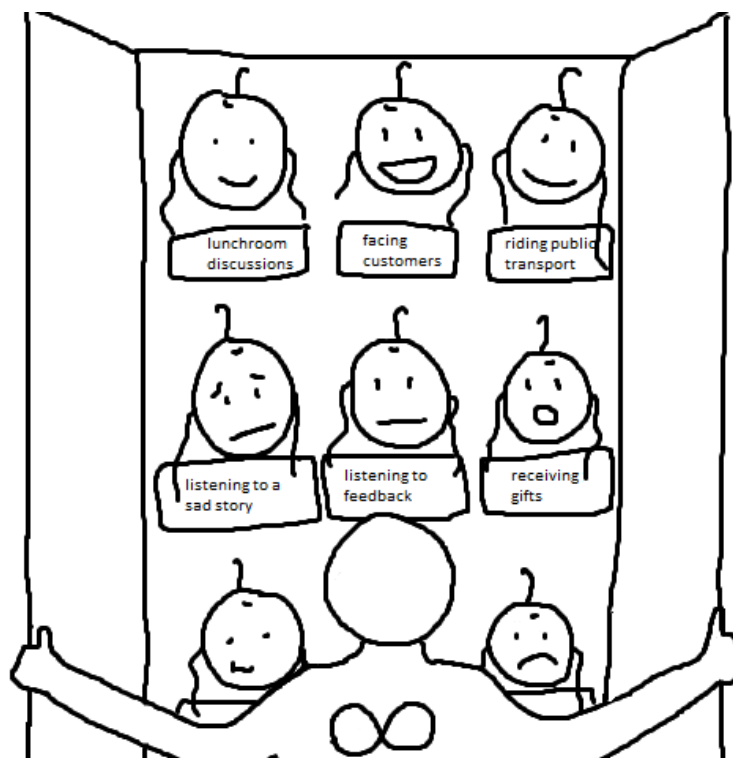 lunchroom
discussions
facing
customers
riding public
transport
listening to a
sad story
listening to
feedback
receiving
gifts